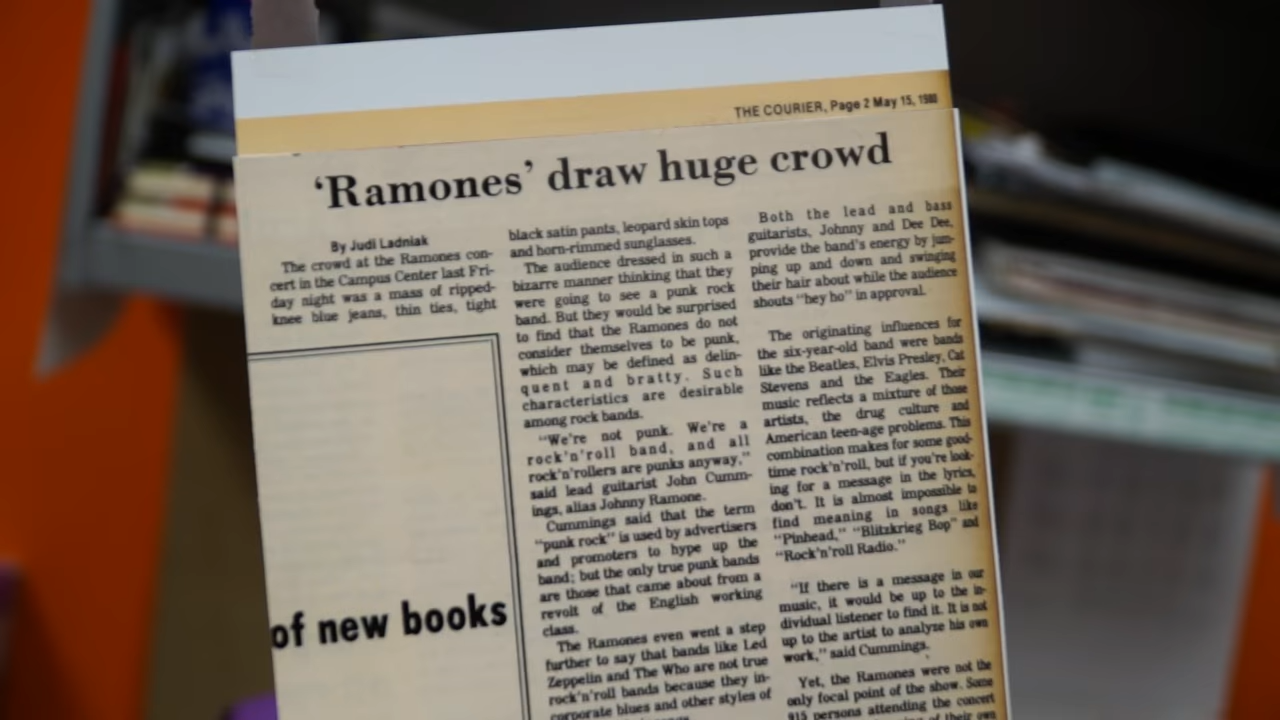 THE COURIER, Page 2 May 15, 1980
'Ramones' draw huge crowd
By Judi Ladniak
The crowd at the Ramones con-
cert in the Campus Center last Fri-
day night was a mass of ripped-
knee blue jeans, thin ties, tight
of new books
black satin pants, leopard skin tops
and horn-rimmed sunglasses.
The audience dressed in such a
bizarre manner thinking that they
were going to see a punk rock
band. But they would be surprised
to find that the Ramones do not
consider themselves to be punk,
which may be defined as delin-
quent and bratty. Such
characteristics are desirable
among rock bands.
"We're not punk. We're a
rock'n'roll band, and all
rock'n'rollers are punks anyway,"
said lead guitarist John Cumm-
ings, alias Johnny Ramone.
Cummings said that the term
"punk rock" is used by advertisers
and promoters to hype up the
band; but the only true punk bands
are those that came about from a
revolt of the English working
class.
The Ramones even went a step
further to say that bands like Led
Zeppelin and The Who are not true
rock'n'roll bands because they in-
corporate blues and other styles of
Both the lead and bass
guitarists, Johnny and Dee Dee,
provide the band's energy by jum-
ping up and down and swinging
their hair about while the audience
shouts "hey ho" in approval.
The originating influences for
the six-year-old band were bands
like the Beatles, Elvis Presley, Cat
Stevens and the Eagles. Their
music reflects a mixture of those
artists, the drug culture and
American teen-age problems. This
combination makes for some good-
time rock'n'roll, but if you're look-
ing for a message in the lyrics,
don't. It is almost impossible to
find meaning in songs like
"Pinhead," "Blitzkrieg Bop" and
"Rock'n'roll Radio."
"If there is a message in our
music, it would be up to the in-
dividual listener to find it. It is not
up to the artist to analyze his own
work," said Cummings.
Yet, the Ramones were not the
only focal point of the show. Some
915 persons attending the concert
of their own